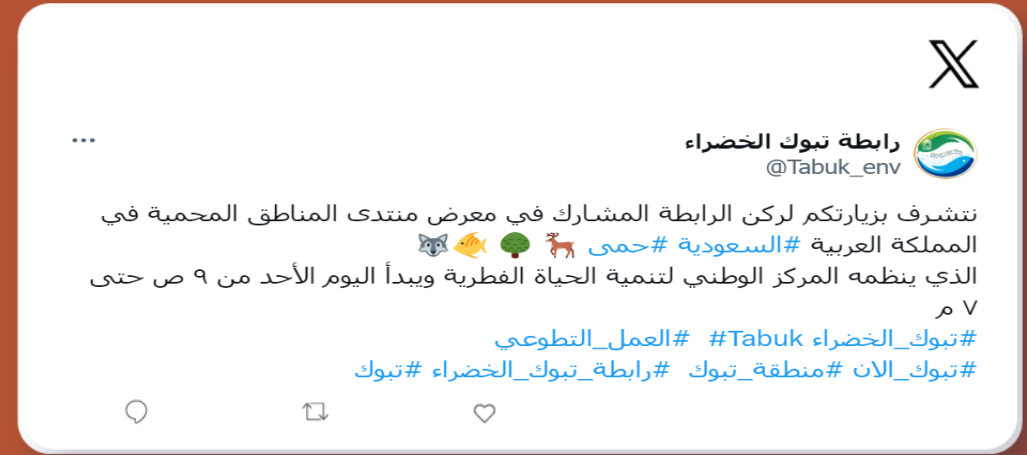 رابطة تبوك الخضراء
@Tabuk_env
نتشرف بزيارتكم لركن الرابطة المشارك في معرض منتدى المناطق المحمية في
المملكة العربية #السعودية #حمى 🦌 🌳 🐠 🐺
الذي ينظمه المركز الوطني لتنمية الحياة الفطرية ويبدأ اليوم الأحد من ٩ ص حتى
٧ م
#تبوك_الخضراء Tabuk# #العمل_التطوعي
#تبوك_الان #منطقة_تبوك #رابطة_تبوك_الخضراء #تبوك